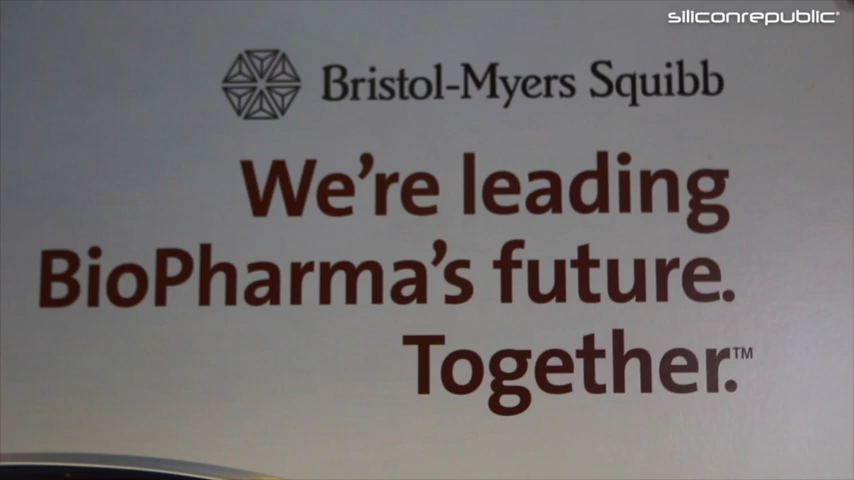 siliconrepublic
Bristol-Myers Squibb
We're leading
BioPharma's future.
Together.™